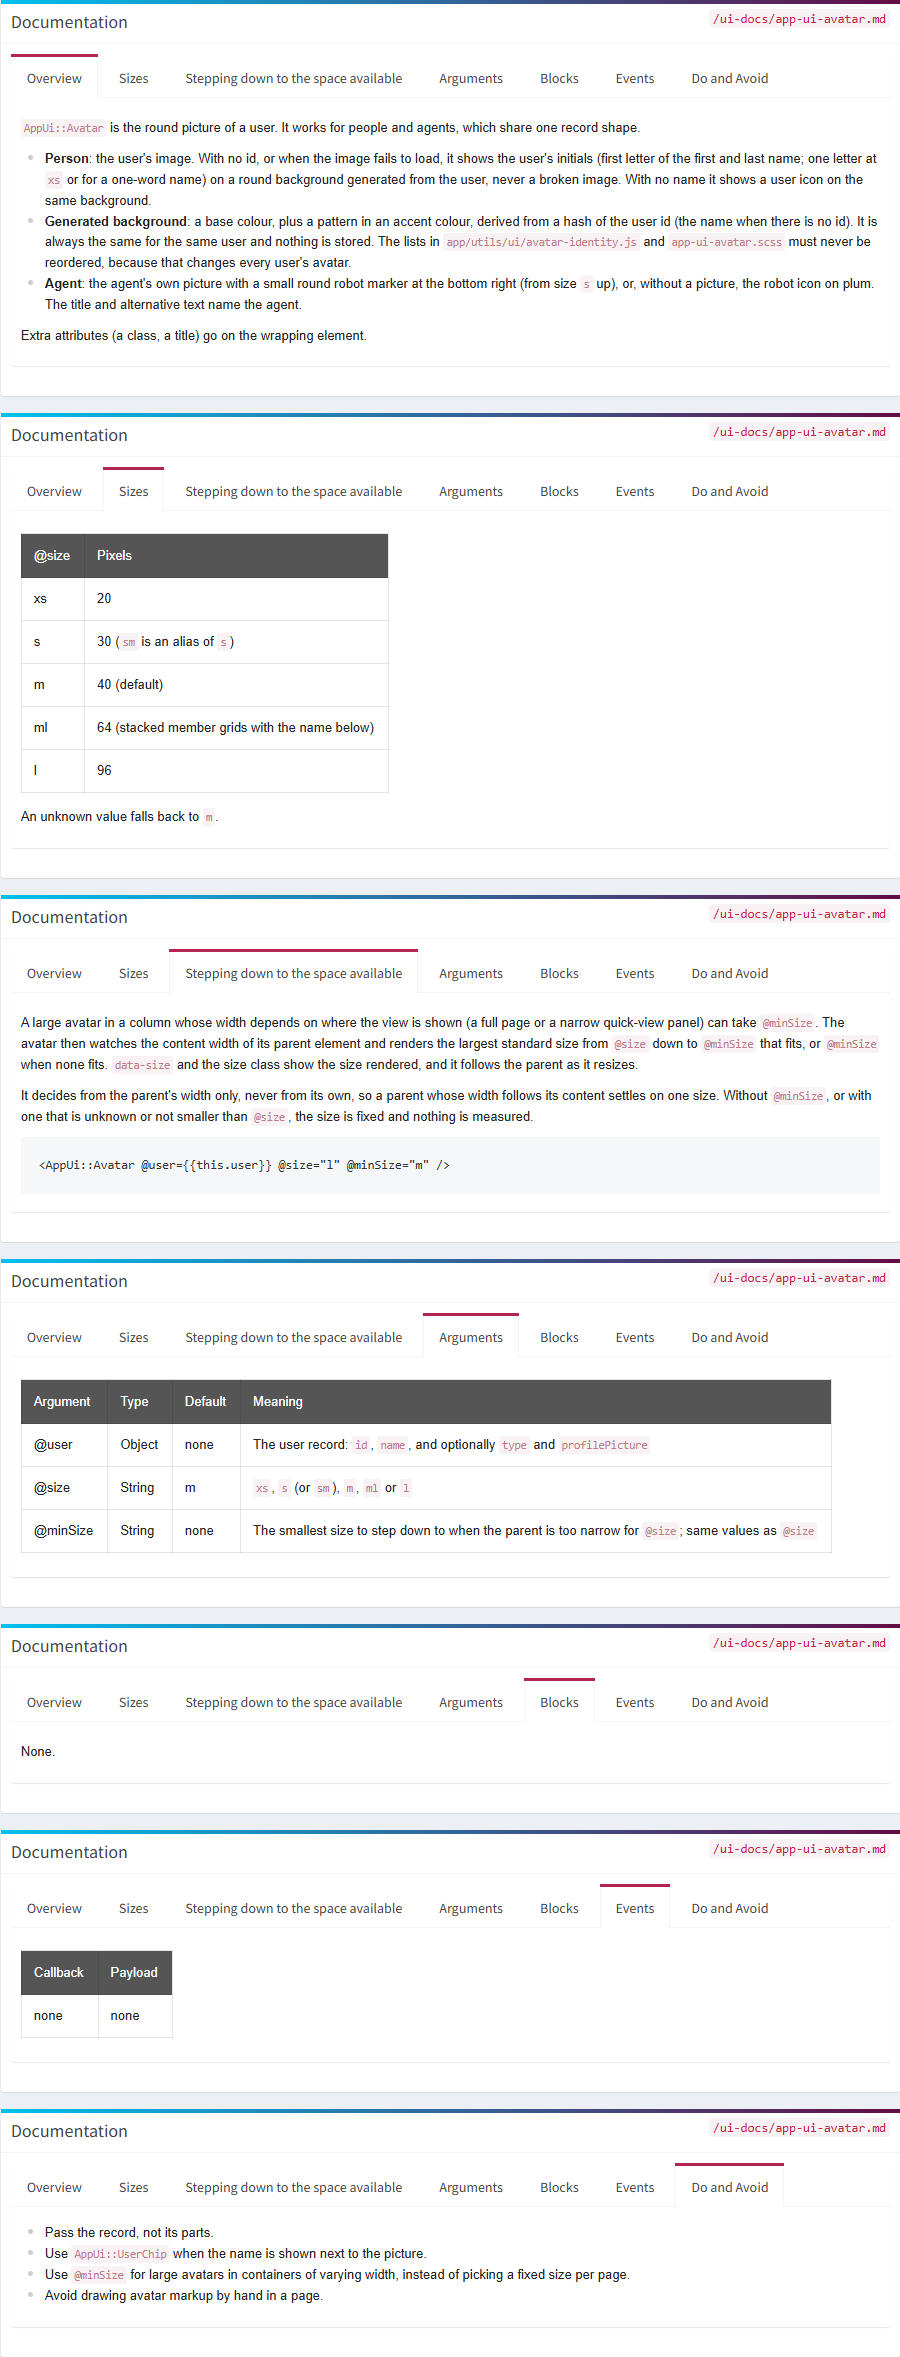 Documentation
/ui-docs/app-ui-avatar.md
Overview Sizes Stepping down to the space available Arguments Blocks Events Do and Avoid
AppUi::Avatar is the round picture of a user. It works for people and agents, which share one record shape.
Person: the user's image. With no id, or when the image fails to load, it shows the user's initials (first letter of the first and last name; one letter at
xs or for a one-word name) on a round background generated from the user, never a broken image. With no name it shows a user icon on the
same background.
Generated background: a base colour, plus a pattern in an accent colour, derived from a hash of the user id (the name when there is no id). It is
always the same for the same user and nothing is stored. The lists in app/utils/ui/avatar-identity.js and app-ui-avatar.scss must never be
reordered, because that changes every user's avatar.
Agent: the agent's own picture with a small round robot marker at the bottom right (from size s up), or, without a picture, the robot icon on plum.
The title and alternative text name the agent.
Extra attributes (a class, a title) go on the wrapping element.
Documentation
/ui-docs/app-ui-avatar.md
Overview Sizes Stepping down to the space available Arguments Blocks Events Do and Avoid
@size Pixels
xs 20
s 30 (sm is an alias of s)
m 40 (default)
ml 64 (stacked member grids with the name below)
l 96
An unknown value falls back to m.
Documentation
/ui-docs/app-ui-avatar.md
Overview Sizes Stepping down to the space available Arguments Blocks Events Do and Avoid
A large avatar in a column whose width depends on where the view is shown (a full page or a narrow quick-view panel) can take @minSize. The
avatar then watches the content width of its parent element and renders the largest standard size from @size down to @minSize that fits, or @minSize
when none fits. data-size and the size class show the size rendered, and it follows the parent as it resizes.
It decides from the parent's width only, never from its own, so a parent whose width follows its content settles on one size. Without @minSize, or with
one that is unknown or not smaller than @size, the size is fixed and nothing is measured.
<AppUi::Avatar @user={{this.user}} @size="l" @minSize="m" />
Documentation
/ui-docs/app-ui-avatar.md
Overview Sizes Stepping down to the space available Arguments Blocks Events Do and Avoid
Argument Type Default Meaning
@user Object none The user record: id, name, and optionally type and profilePicture
@size String m xs, s (or sm), m, ml or l
@minSize String none The smallest size to step down to when the parent is too narrow for @size; same values as @size
Documentation
/ui-docs/app-ui-avatar.md
Overview Sizes Stepping down to the space available Arguments Blocks Events Do and Avoid
None.
Documentation
/ui-docs/app-ui-avatar.md
Overview Sizes Stepping down to the space available Arguments Blocks Events Do and Avoid
Callback Payload
none none
Documentation
/ui-docs/app-ui-avatar.md
Overview Sizes Stepping down to the space available Arguments Blocks Events Do and Avoid
Pass the record, not its parts.
Use AppUi::UserChip when the name is shown next to the picture.
Use @minSize for large avatars in containers of varying width, instead of picking a fixed size per page.
Avoid drawing avatar markup by hand in a page.